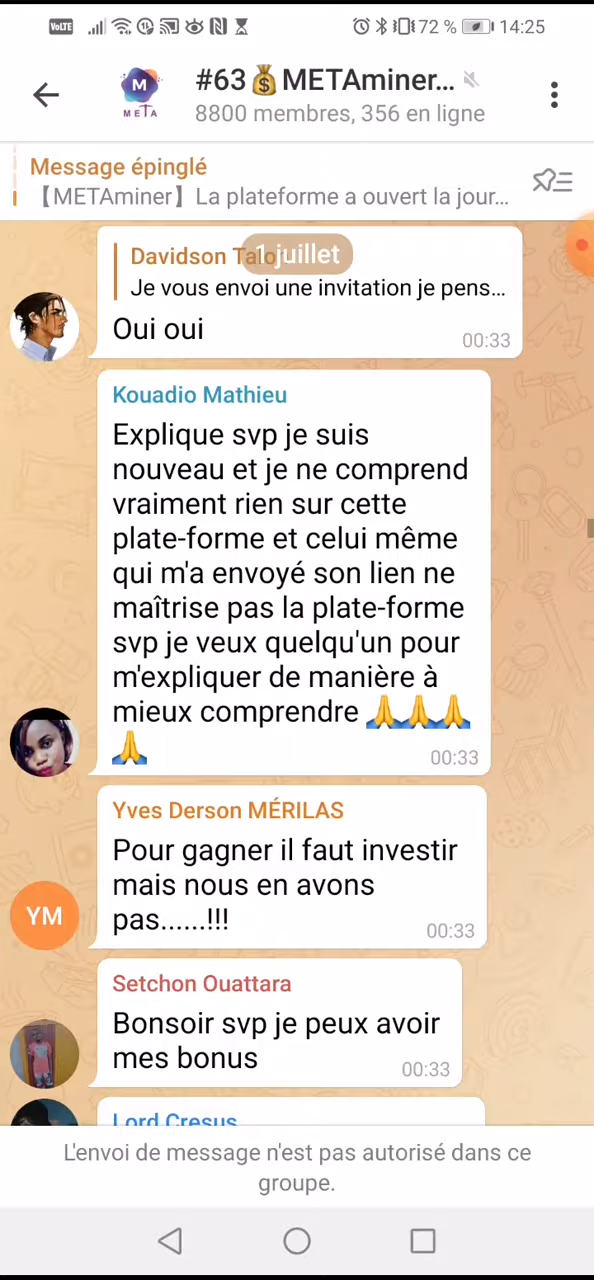 VoLTE 72 % 14:25
#63💰METAminer...
M
META
8800 membres, 356 en ligne
Message épinglé
【METAminer】La plateforme a ouvert la jour...
1 juillet
Davidson Talo
Je vous envoi une invitation je pens...
Oui oui
00:33
Kouadio Mathieu
Explique svp je suis
nouveau et je ne comprend
vraiment rien sur cette
plate-forme et celui même
qui m'a envoyé son lien ne
maîtrise pas la plate-forme
svp je veux quelqu'un pour
m'expliquer de manière à
mieux comprendre 🙏🙏🙏
🙏
00:33
Yves Derson MÉRILAS
Pour gagner il faut investir
mais nous en avons
pas......!!!
YM
00:33
Setchon Ouattara
Bonsoir svp je peux avoir
mes bonus
00:33
Lord Cresus
L'envoi de message n'est pas autorisé dans ce
groupe.